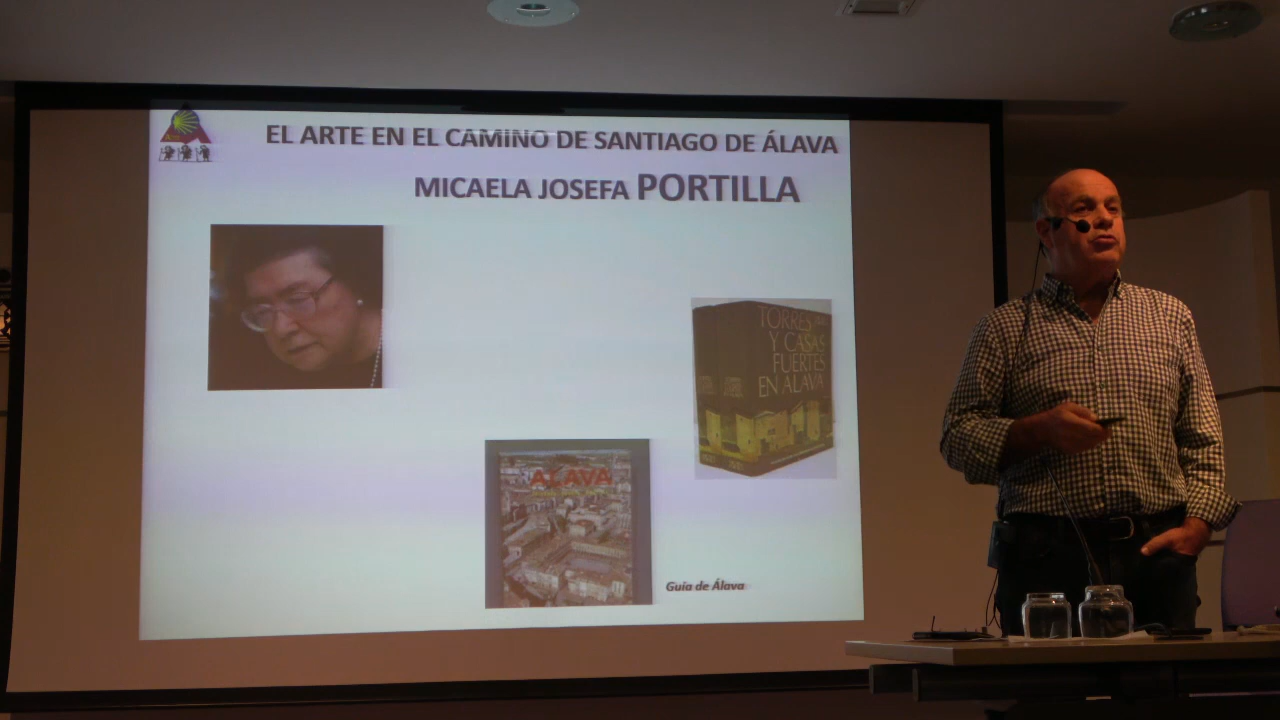 EL ARTE EN EL CAMINO DE SANTIAGO DE ÁLAVA
MICAELA JOSEFA PORTILLA
TORRES
Y CASAS
FUERTES
EN ALAVA
ALAVA
Guía de Álava